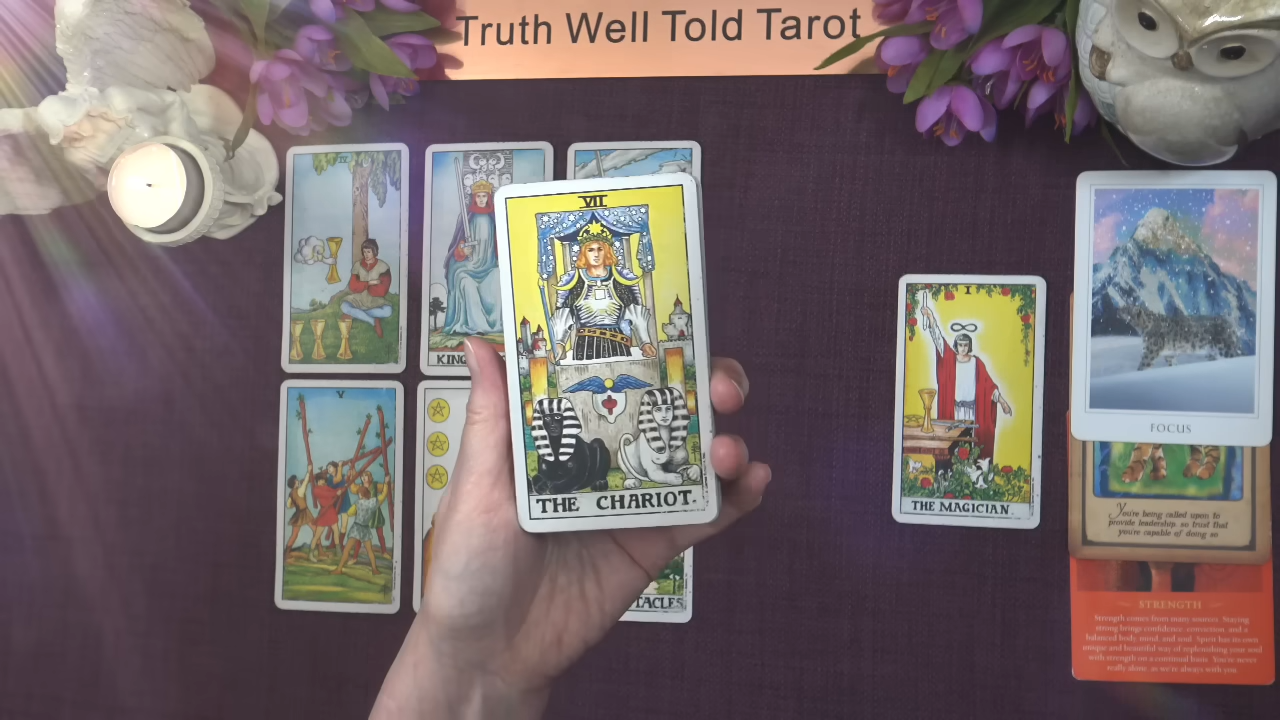 Truth Well Told Tarot
IV
KING
VII
THE CHARIOT.
V
TACLES
I
THE MAGICIAN.
FOCUS
You're being called upon to
provide leadership, so trust that
you're capable of doing so
STRENGTH
Strength comes from many sources. Staying
strong brings confidence, conviction, and a
balanced body, mind, and soul. Spirit has its own
unique and beautiful way of replenishing your soul
with strength on a continual basis. You're never
really alone, as we're always with you.